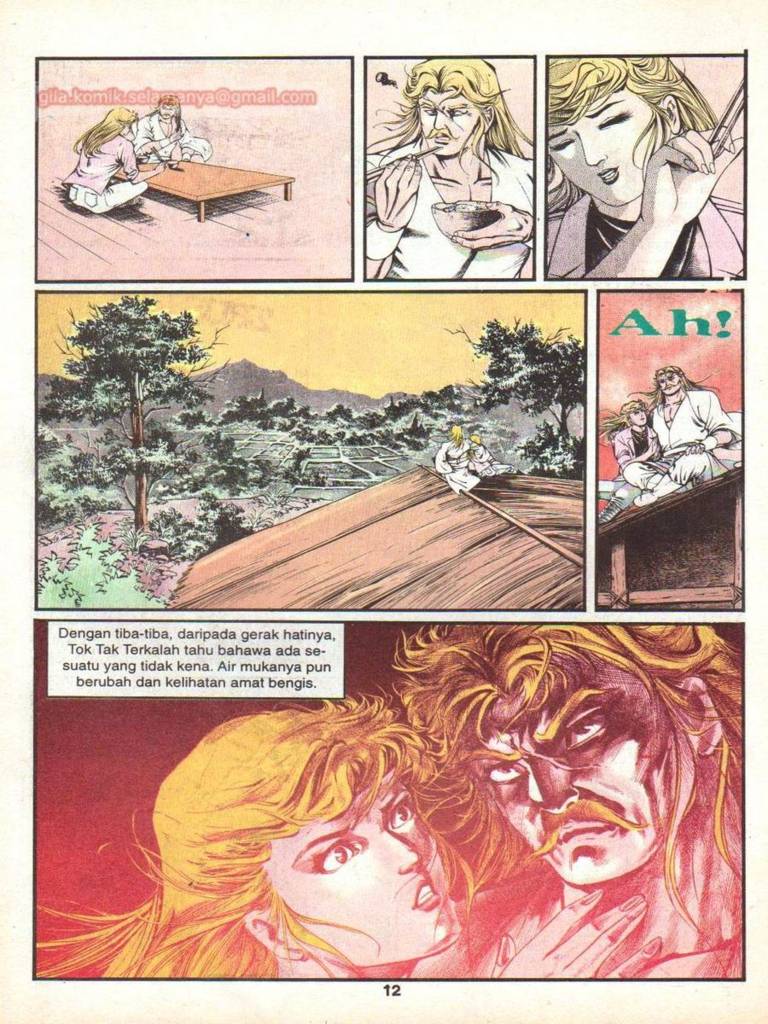 gila.komik.selamanya@gmail.com
Ah!
Dengan tiba-tiba, daripada gerak hatinya,
Tok Tak Terkalah tahu bahawa ada se-
suatu yang tidak kena. Air mukanya pun
berubah dan kelihatan amat bengis.
12